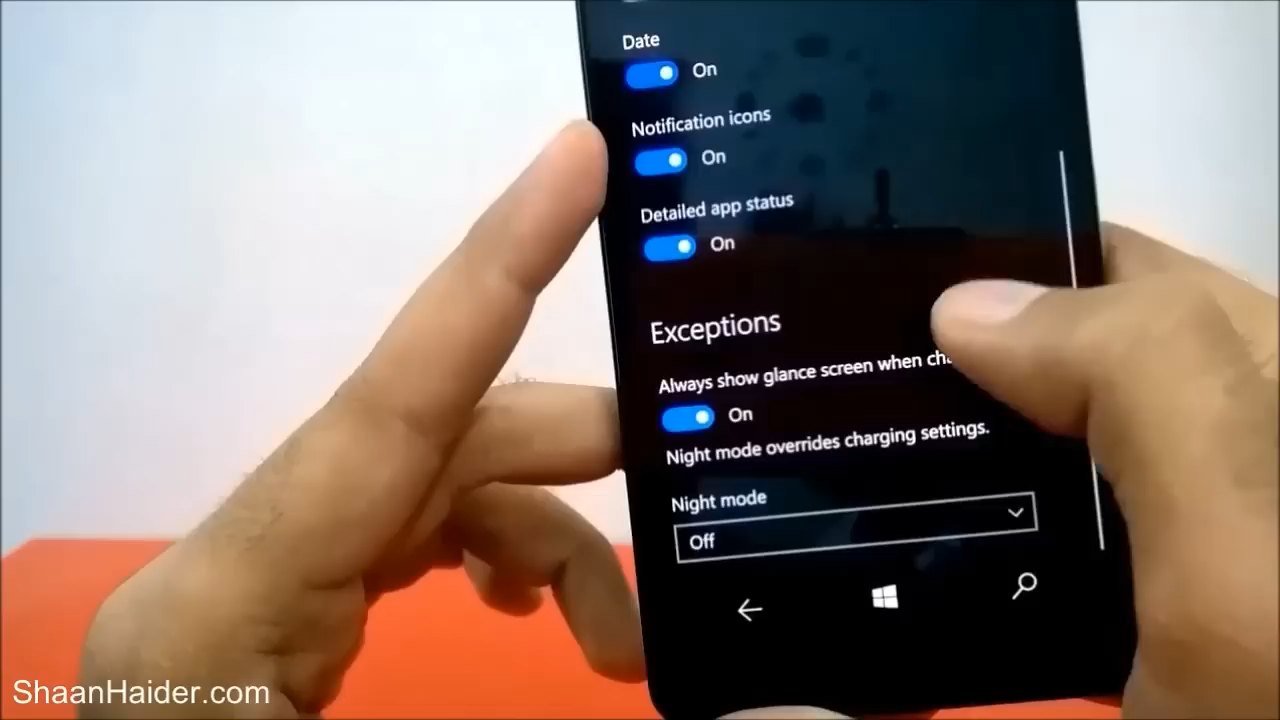 Date
On
Notification icons
On
Detailed app status
On
Exceptions
Always show glance screen when
On
Night mode overrides charging settings.
Night mode
Off
ShaanHaider.com